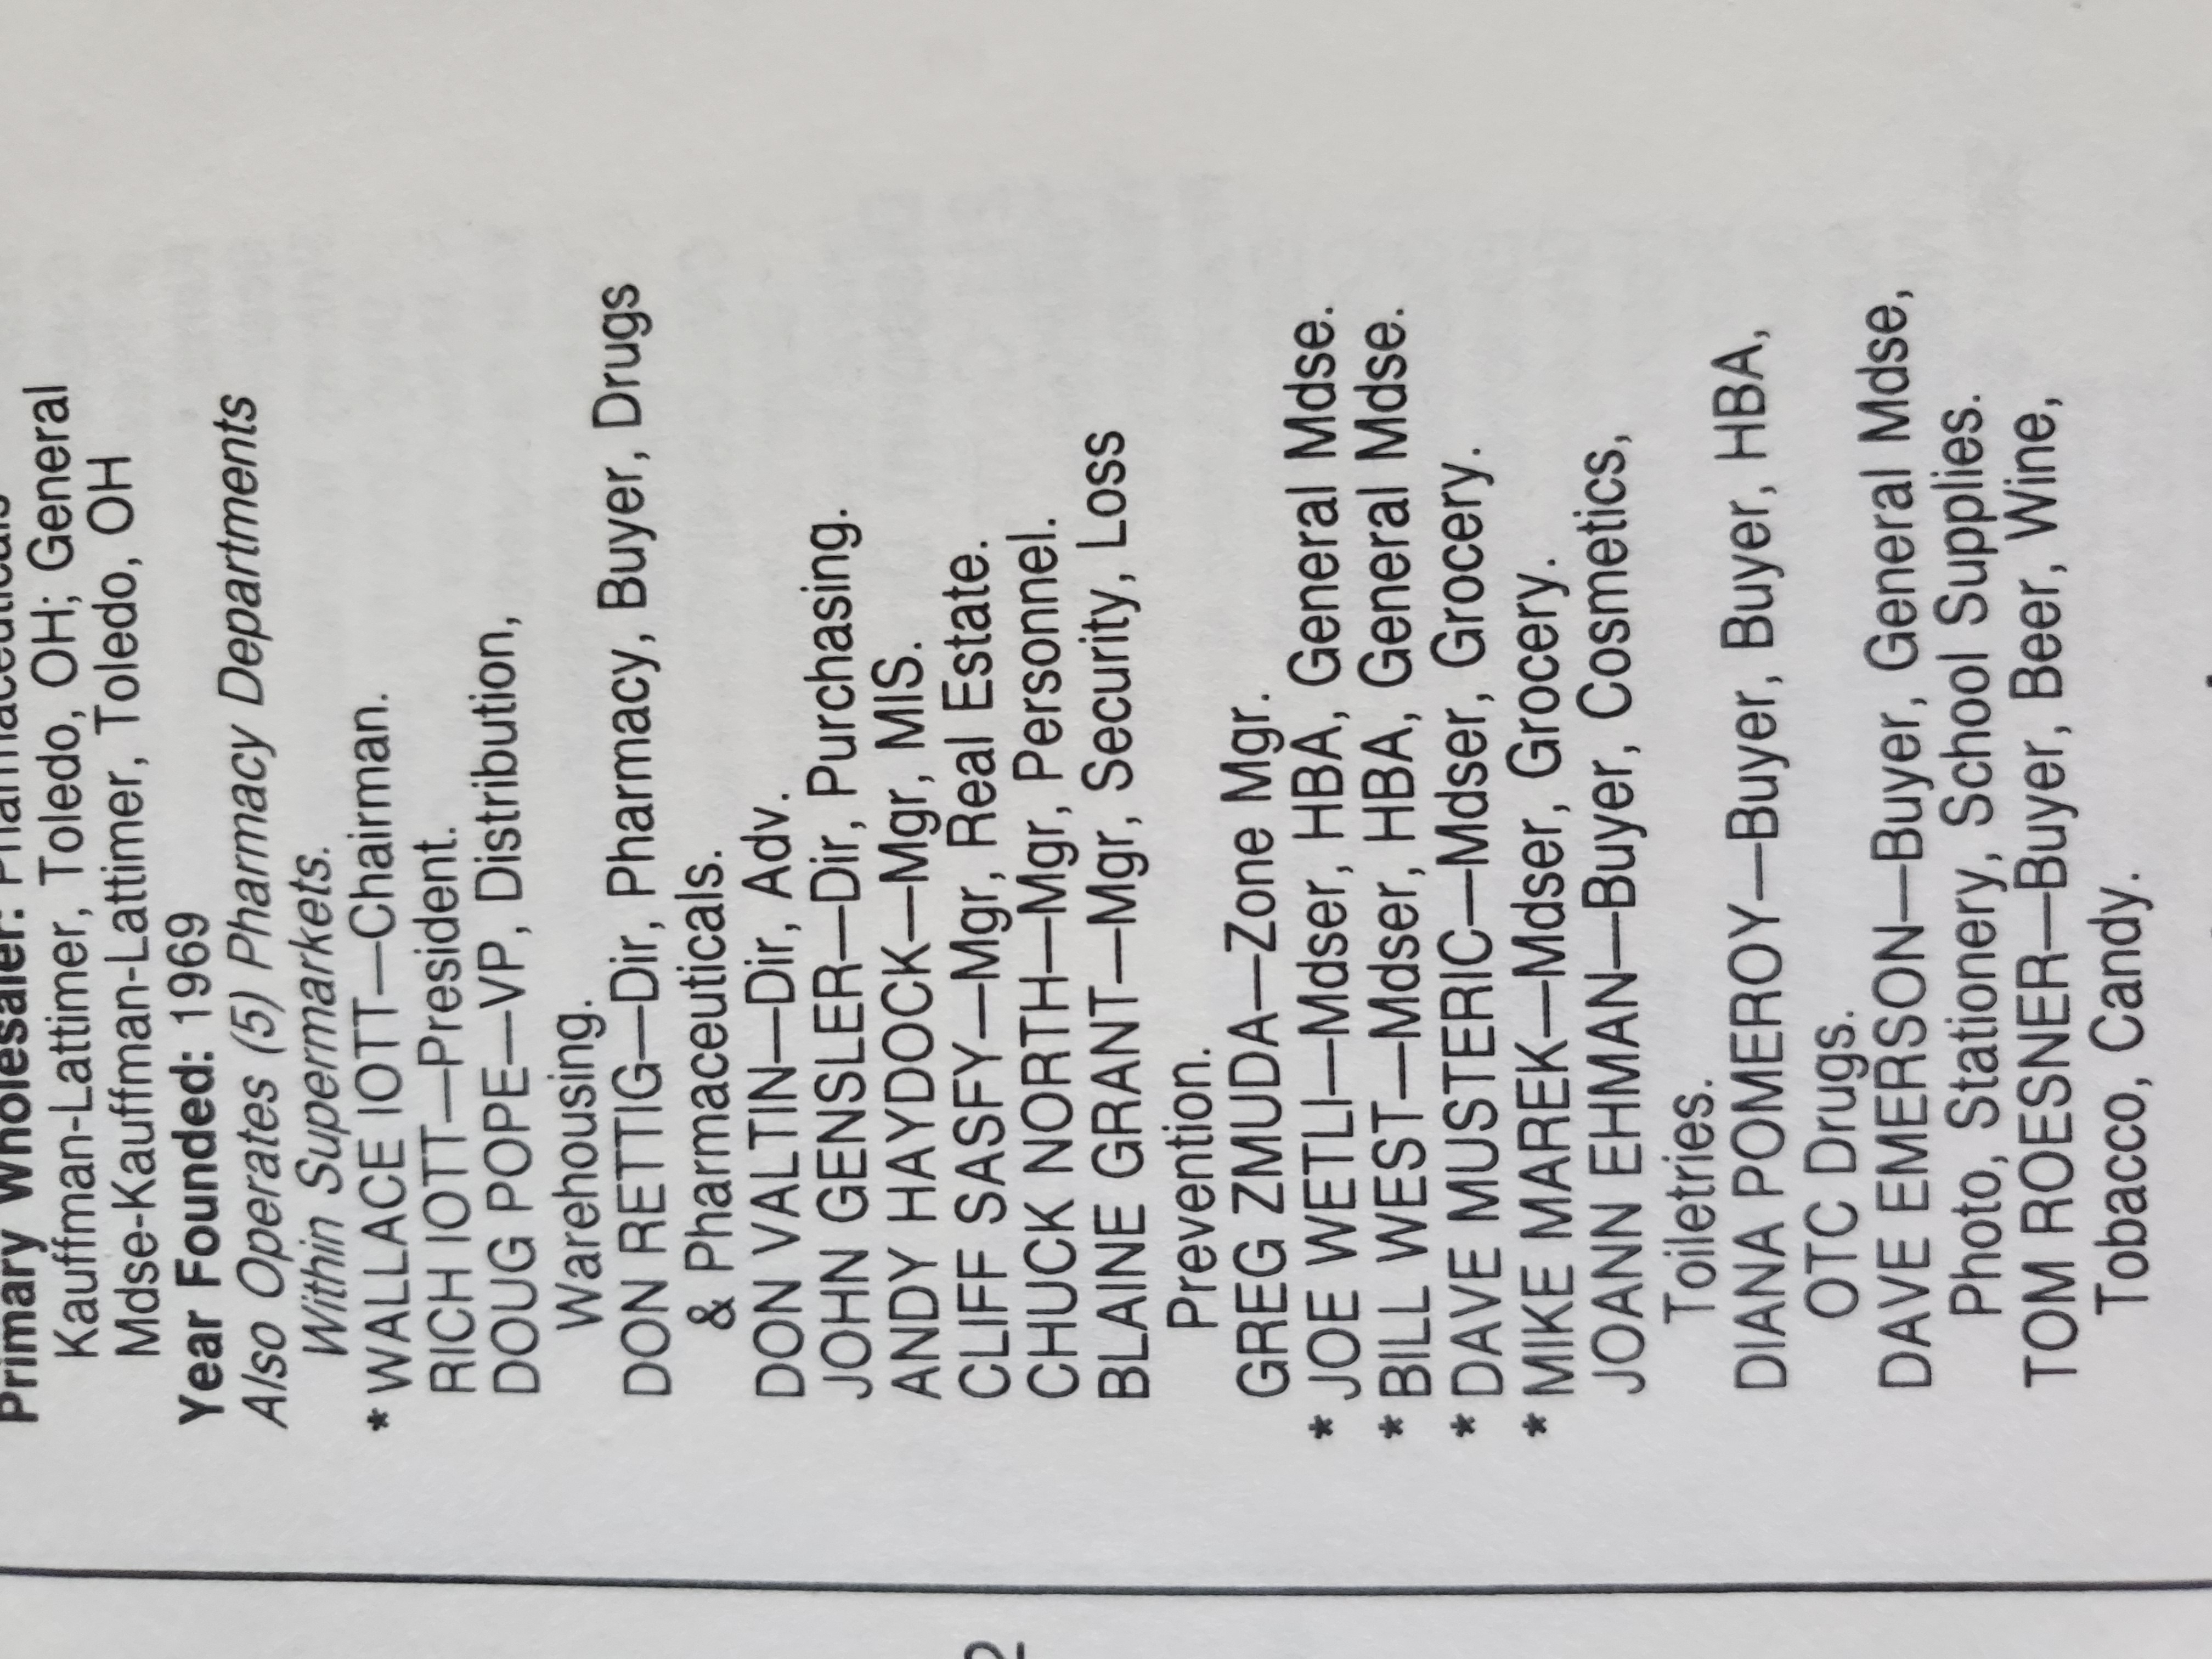 Primary Wholesaler: Pharmaceuticals
Kauffman-Lattimer, Toledo, OH; General
Mdse-Kauffman-Lattimer, Toledo, OH
Year Founded: 1969
Also Operates (5) Pharmacy Departments
Within Supermarkets.
* WALLACE IOTT—Chairman.
RICH IOTT—President.
DOUG POPE—VP, Distribution,
Warehousing.
DON RETTIG—Dir, Pharmacy, Buyer, Drugs
& Pharmaceuticals.
DON VALTIN—Dir, Adv.
JOHN GENSLER—Dir, Purchasing.
ANDY HAYDOCK—Mgr, MIS.
CLIFF SASFY—Mgr, Real Estate.
CHUCK NORTH—Mgr, Personnel.
BLAINE GRANT—Mgr, Security, Loss
Prevention.
GREG ZMUDA—Zone Mgr.
* JOE WETLI—Mdser, HBA, General Mdse.
* BILL WEST—Mdser, HBA, General Mdse.
* DAVE MUSTERIC—Mdser, Grocery.
* MIKE MAREK—Mdser, Grocery.
JOANN EHMAN—Buyer, Cosmetics,
Toiletries.
DIANA POMEROY—Buyer, Buyer, HBA,
OTC Drugs.
DAVE EMERSON—Buyer, General Mdse,
Photo, Stationery, School Supplies.
TOM ROESNER—Buyer, Beer, Wine,
Tobacco, Candy.